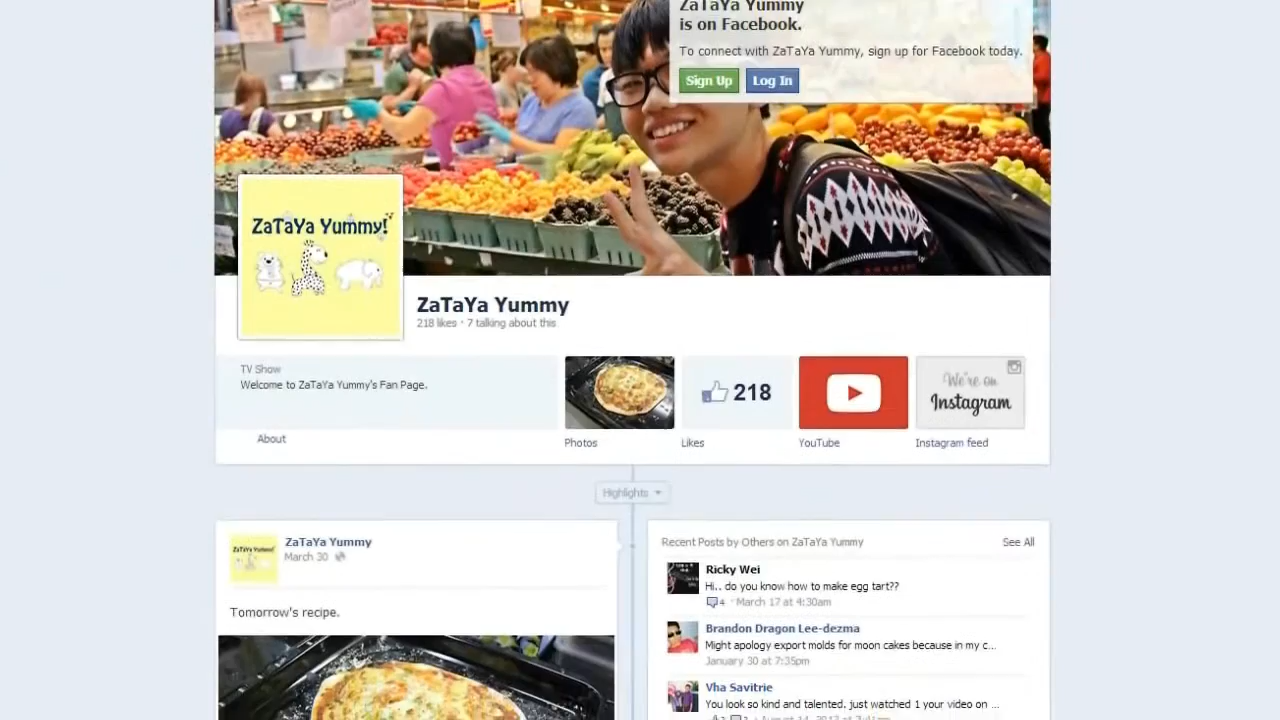 ZaTaYa Yummy
is on Facebook.
To connect with ZaTaYa Yummy, sign up for Facebook today.
Sign Up
Log In
ZaTaYa Yummy!
ZaTaYa Yummy
218 likes · 7 talking about this
TV Show
Welcome to ZaTaYa Yummy's Fan Page.
About
Photos
218
Likes
YouTube
We're on
Instagram
Instagram feed
Highlights
ZaTaYa Yummy
March 30
Tomorrow's recipe.
Recent Posts by Others on ZaTaYa Yummy
See All
Ricky Wei
Hi.. do you know how to make egg tart??
4 · March 17 at 4:30am
Brandon Dragon Lee-dezma
Might apology export molds for moon cakes because in my c...
January 30 at 7:35pm
Vha Savitrie
You look so kind and talented. just watched 1 your video on ...